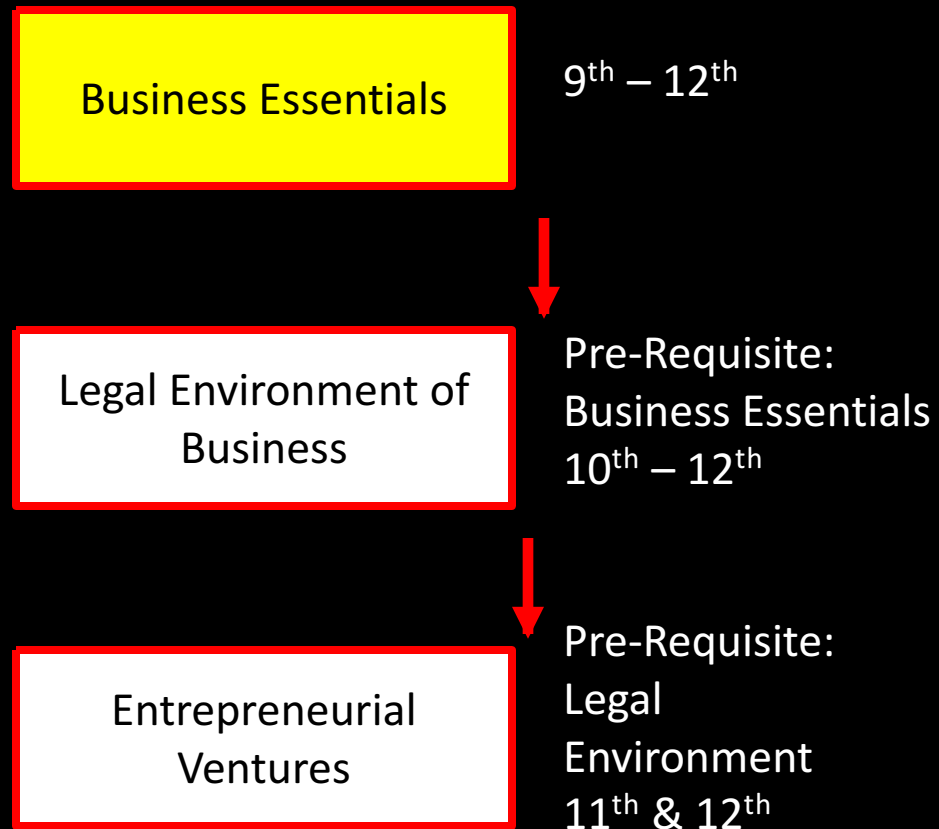 Business Essentials
9th – 12th
Legal Environment of
Business
Pre-Requisite:
Business Essentials
10th – 12th
Entrepreneurial
Ventures
Pre-Requisite:
Legal
Environment
11th & 12th